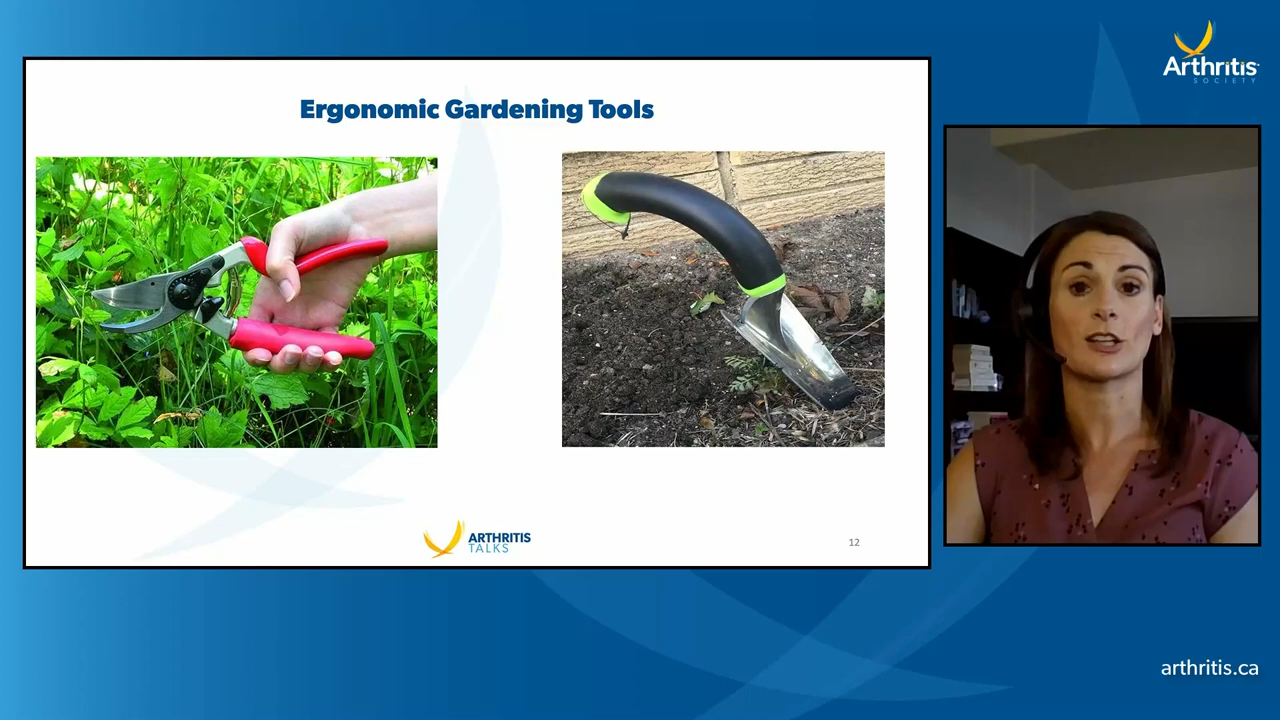 Ergonomic Gardening Tools
ARTHRITIS
TALKS
12
Arthritis
SOCIETY
arthritis.ca